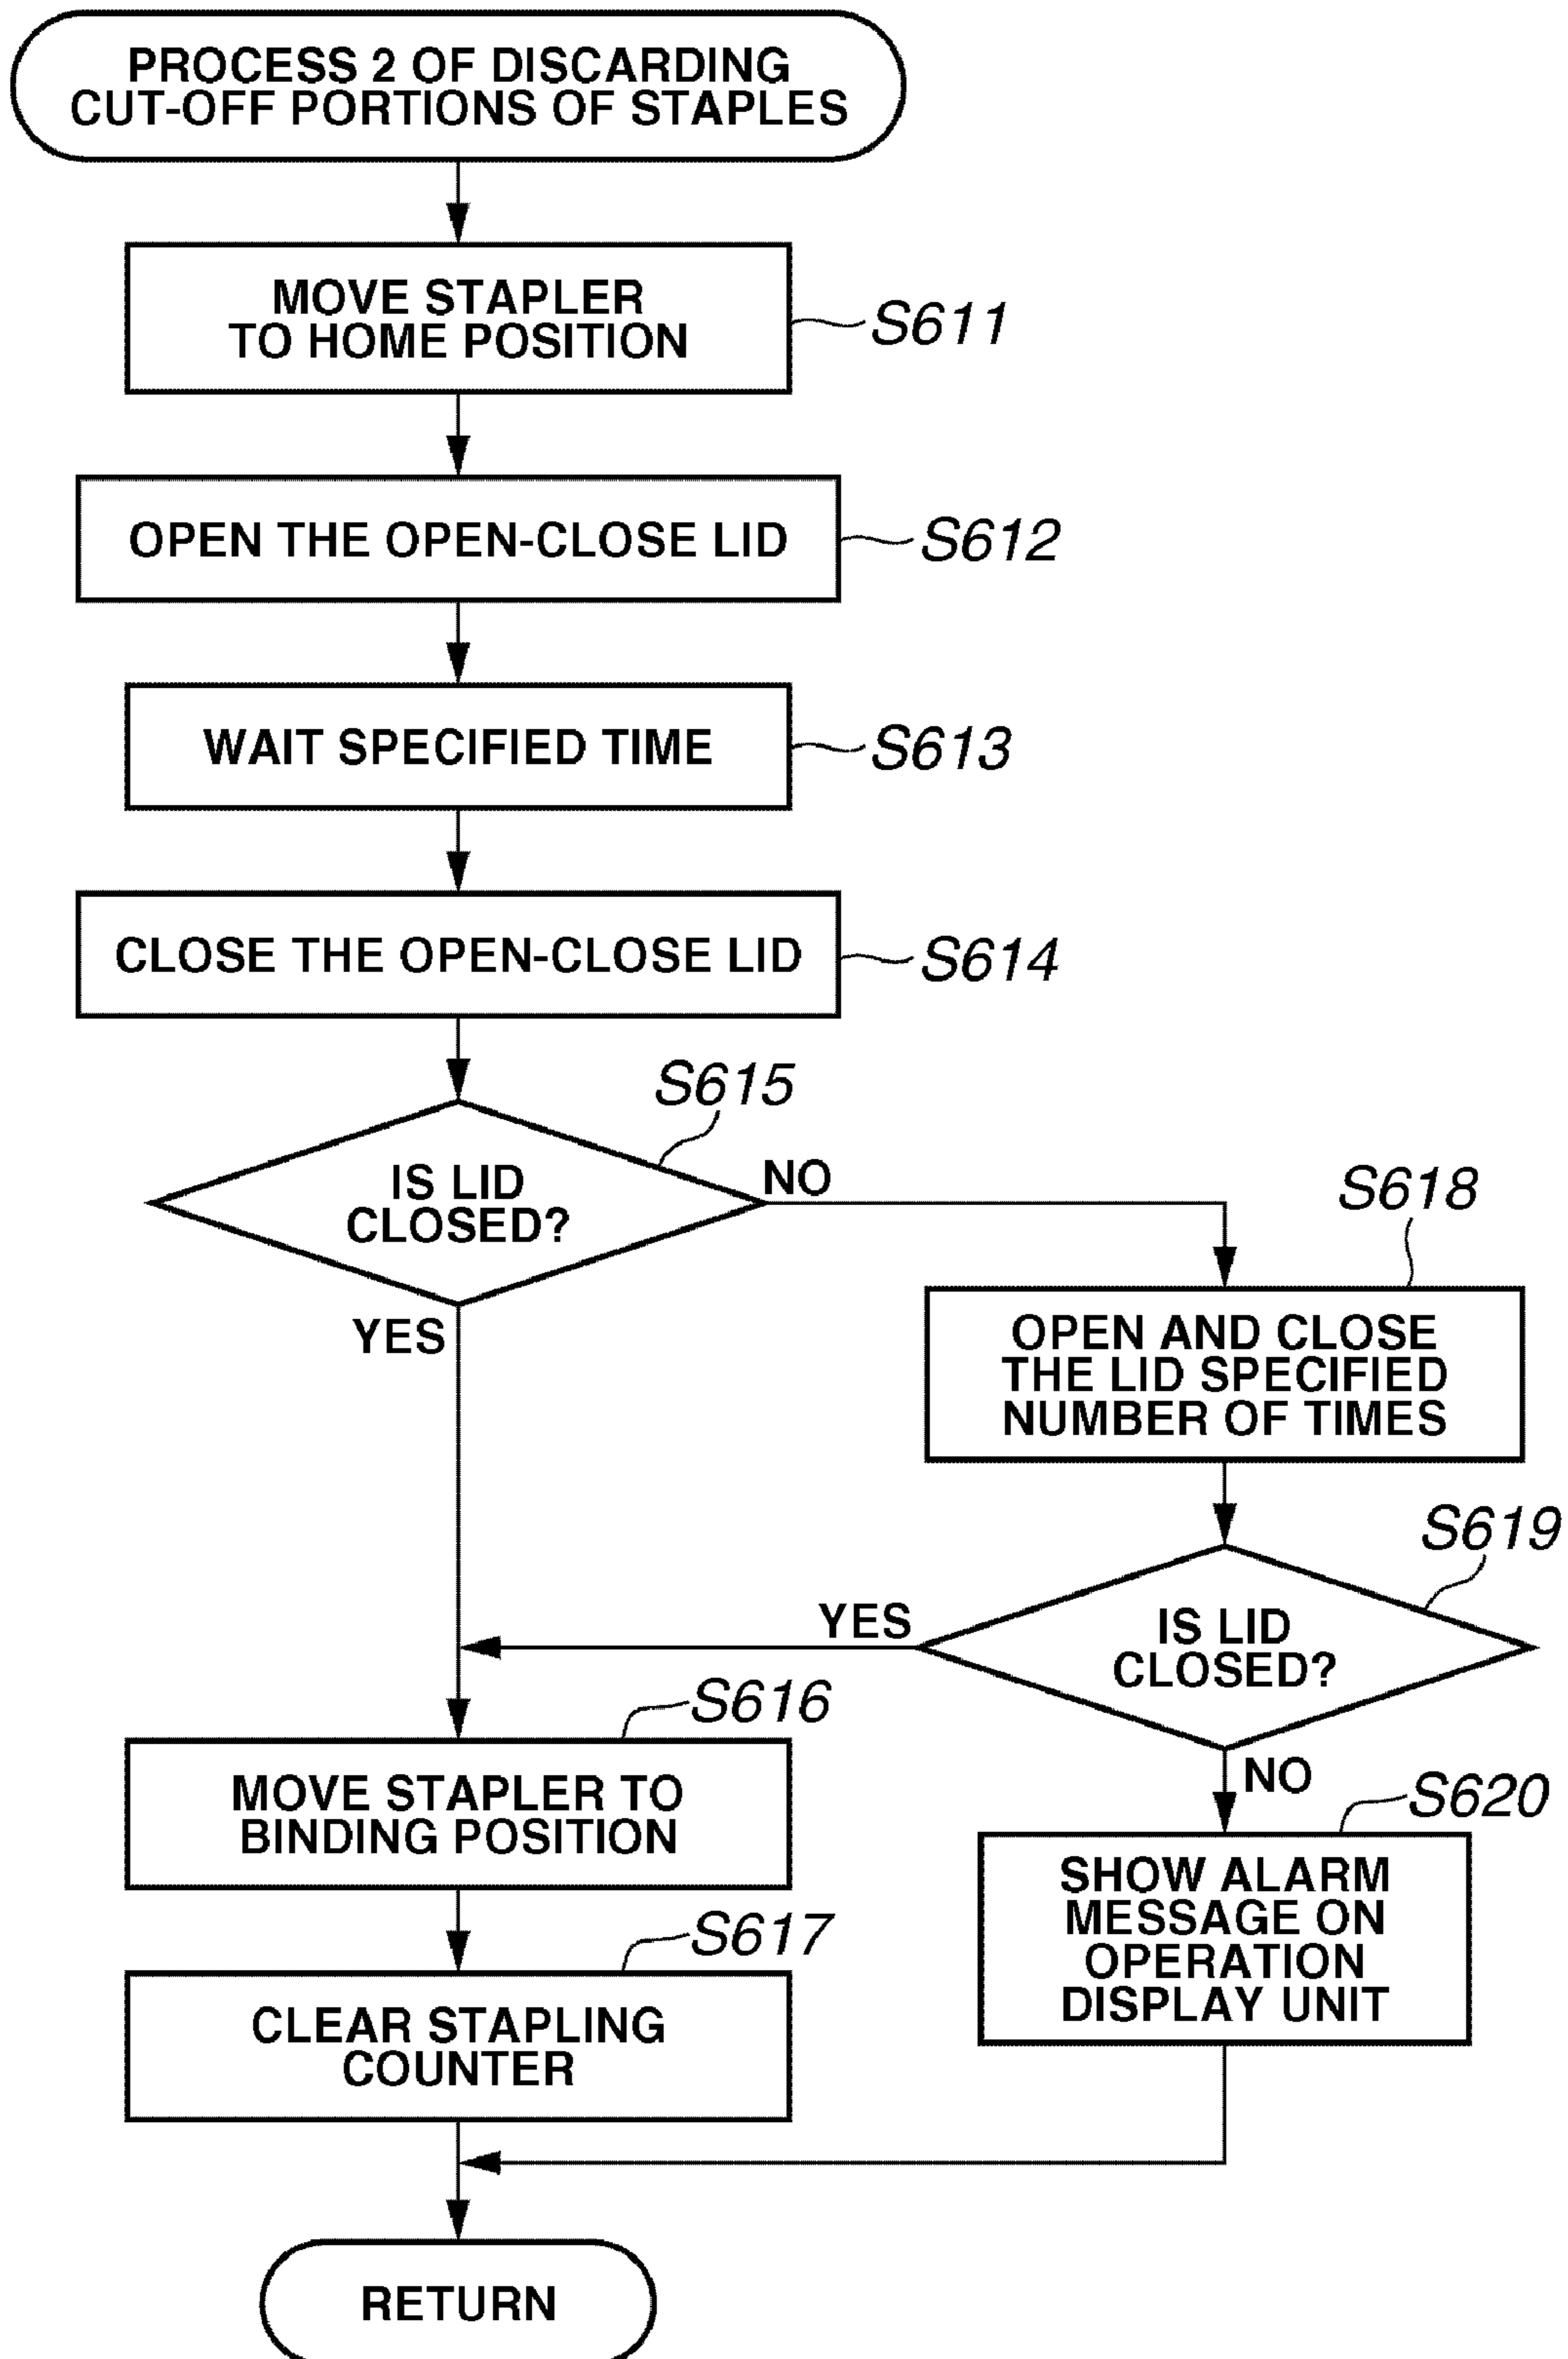 PROCESS 2 OF DISCARDING
CUT-OFF PORTIONS OF STAPLES
MOVE STAPLER
TO HOME POSITION
S611
OPEN THE OPEN-CLOSE LID
S612
WAIT SPECIFIED TIME
S613
CLOSE THE OPEN-CLOSE LID
S614
S615
IS LID
CLOSED?
NO
YES
S618
OPEN AND CLOSE
THE LID SPECIFIED
NUMBER OF TIMES
S619
IS LID
CLOSED?
YES
NO
S616
MOVE STAPLER TO
BINDING POSITION
S620
SHOW ALARM
MESSAGE ON
OPERATION
DISPLAY UNIT
S617
CLEAR STAPLING
COUNTER
RETURN